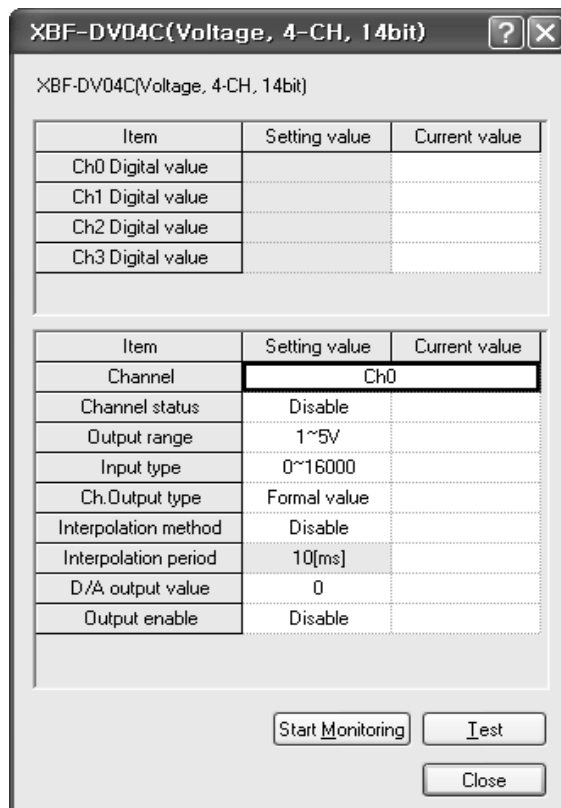 XBF-DV04C(Voltage, 4-CH, 14bit)
XBF-DV04C(Voltage, 4-CH, 14bit)
Item Setting value Current value
Ch0 Digital value
Ch1 Digital value
Ch2 Digital value
Ch3 Digital value
Item Setting value Current value
Channel Ch0
Channel status Disable
Output range 1~5V
Input type 0~16000
Ch.Output type Formal value
Interpolation method Disable
Interpolation period 10[ms]
D/A output value 0
Output enable Disable
Start Monitoring Test
Close